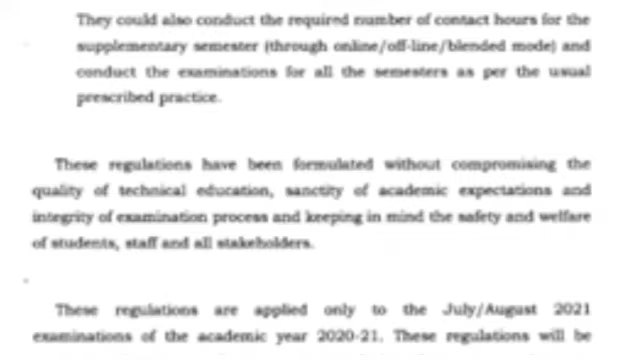 They could also conduct the required number of contact hours for the
supplementary semester (through online/off-line/blended mode) and
conduct the examinations for all the semesters as per the usual
prescribed practice.
These regulations have been formulated without compromising the
quality of technical education, sanctity of academic expectations and
integrity of examination process and keeping in mind the safety and welfare
of students, staff and all stakeholders.
These regulations are applied only to the July/August 2021
examinations of the academic year 2020-21. These regulations will be